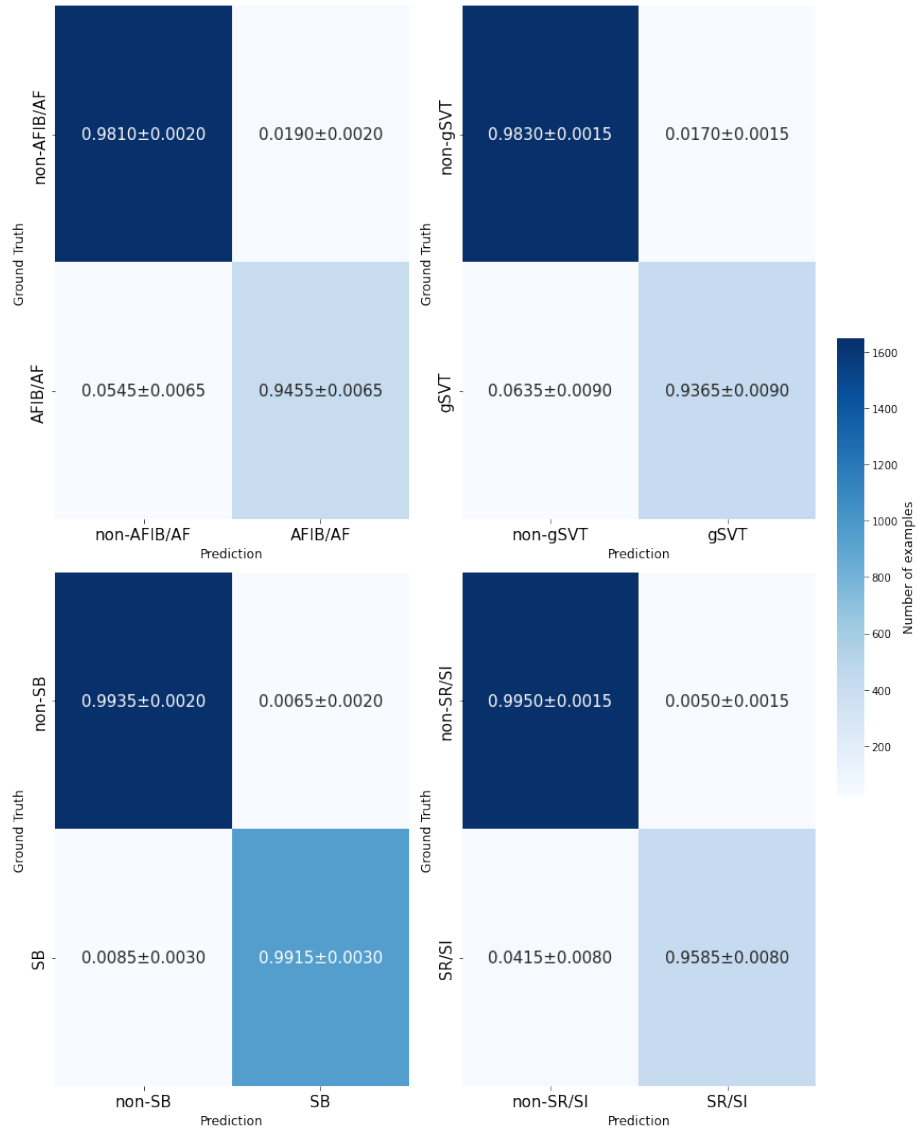 non-AFIB/AF
0.9810±0.0020
0.0190±0.0020
Ground Truth
AFIB/AF
0.0545±0.0065
0.9455±0.0065
non-AFIB/AF
AFIB/AF
Prediction
non-gSVT
0.9830±0.0015
0.0170±0.0015
Ground Truth
gSVT
0.0635±0.0090
0.9365±0.0090
non-gSVT
gSVT
Prediction
non-SB
0.9935±0.0020
0.0065±0.0020
Ground Truth
SB
0.0085±0.0030
0.9915±0.0030
non-SB
SB
Prediction
non-SR/SI
0.9950±0.0015
0.0050±0.0015
Ground Truth
SR/SI
0.0415±0.0080
0.9585±0.0080
non-SR/SI
SR/SI
Prediction
1600
1400
1200
1000
800
600
400
200
Number of examples